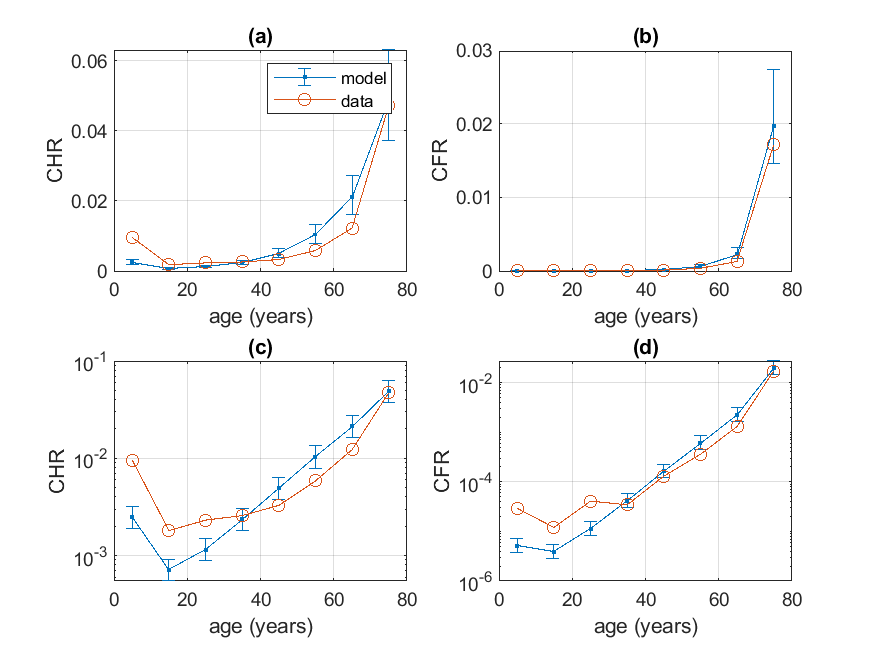 (a)
0.06
0.04
0.02
0
CHR
model
data
0 20 40 60 80
age (years)
(b)
0.03
0.02
0.01
0
CFR
0 20 40 60 80
age (years)
(c)
10-1
10-2
10-3
CHR
0 20 40 60 80
age (years)
(d)
10-2
10-4
10-6
CFR
0 20 40 60 80
age (years)